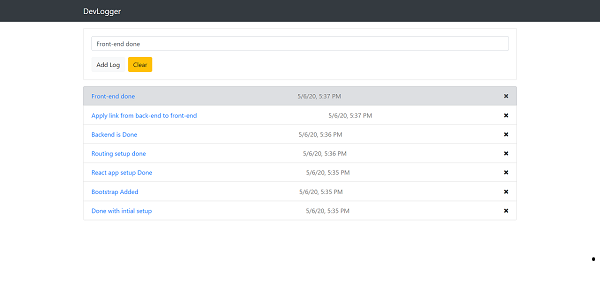 DevLogger
Front-end done
Add Log Clear
Front-end done 5/6/20, 5:37 PM ×
Apply link from back-end to front-end 5/6/20, 5:37 PM ×
Backend is Done 5/6/20, 5:36 PM ×
Routing setup done 5/6/20, 5:36 PM ×
React app setup Done 5/6/20, 5:35 PM ×
Bootstrap Added 5/6/20, 5:35 PM ×
Done with intial setup 5/6/20, 5:35 PM ×